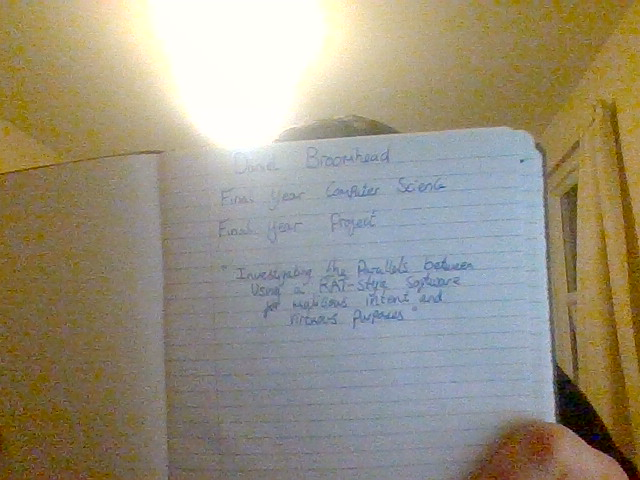 Daniel Broomhead
Final Year Computer Science
Final Year Project
"Investigating the Parallels between
Using a RAT-Style Software
for malicious intent and
virtuous purposes"